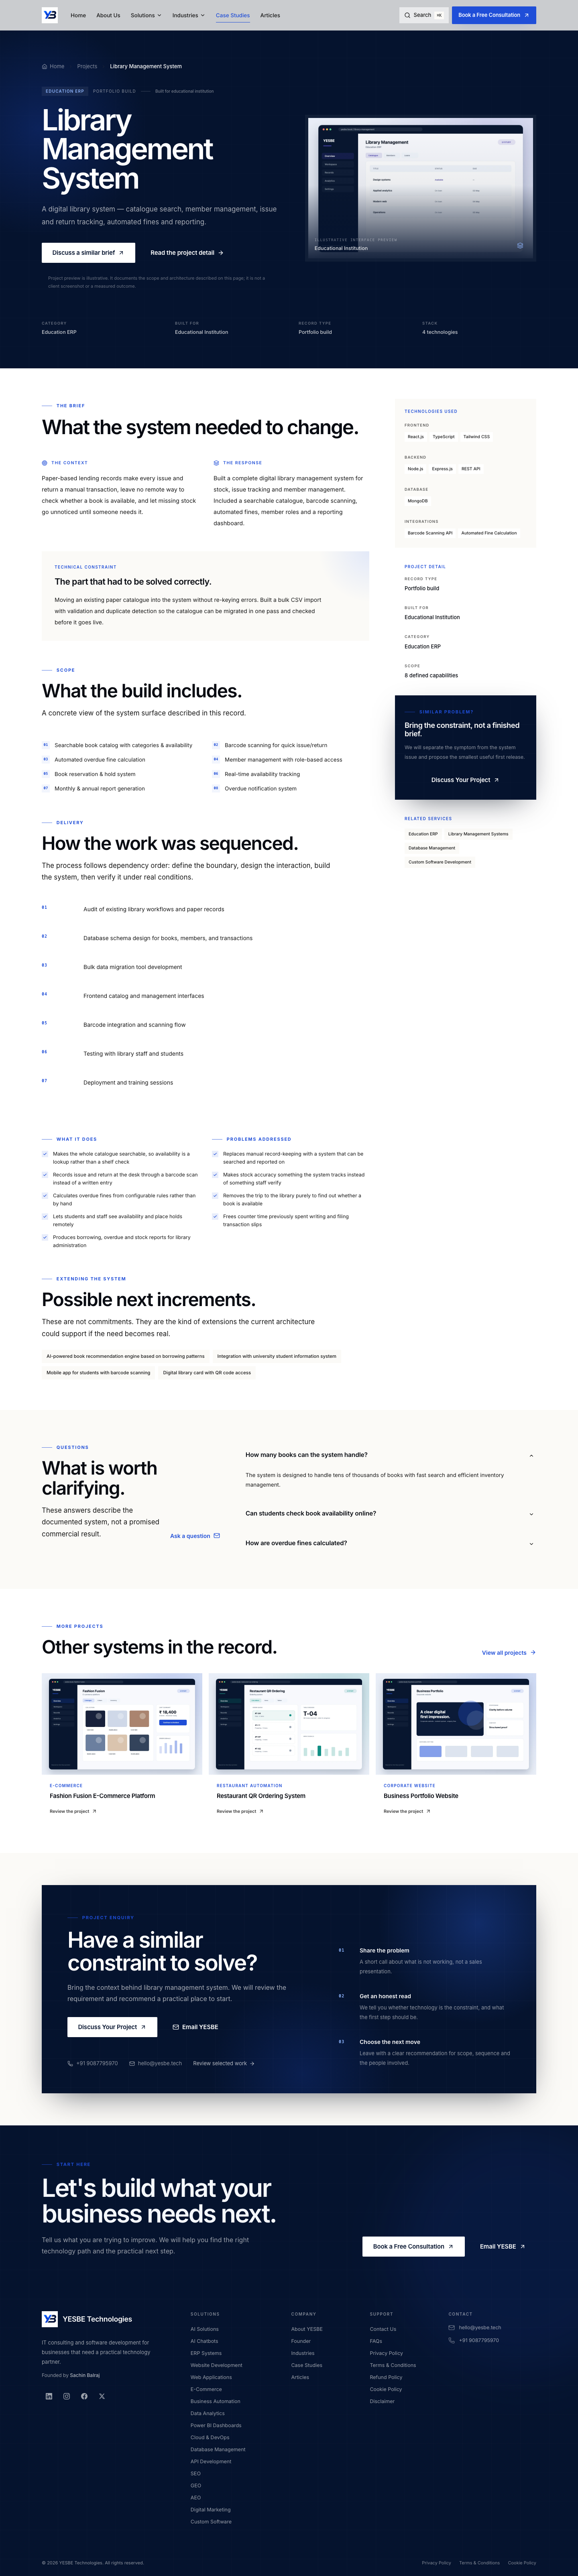 Home
About Us
Solutions
Industries
Case Studies
Articles
Search
Book a Free Consultation
Home
Projects
Library Management System
EDUCATION ERP
PORTFOLIO BUILD
Built for educational institution
Library
Management
System
A digital library system — catalogue search, member management, issue
and return tracking, automated fines and reporting.
Discuss a similar brief
Read the project detail
Project preview is illustrative. It documents the scope and architecture described on this page; it is not a
client screenshot or a measured outcome.
YESBE
Library Management
ILLUSTRATIVE INTERFACE PREVIEW
Educational Institution
CATEGORY
Education ERP
BUILT FOR
Educational Institution
RECORD TYPE
Portfolio build
STACK
4 technologies
THE BRIEF
What the system needed to change.
THE CONTEXT
Paper-based lending records make every issue and
return a manual transaction, leave no remote way to
check whether a book is available, and let missing stock
go unnoticed until someone needs it.
THE RESPONSE
Built a complete digital library management system for
stock, issue tracking and member management.
Included a searchable catalogue, barcode scanning,
automated fines, member roles and a reporting
dashboard.
TECHNICAL CONSTRAINT
The part that had to be solved correctly.
Moving an existing paper catalogue into the system without re-keying errors. Built a bulk CSV import
with validation and duplicate detection so the catalogue can be migrated in one pass and checked
before it goes live.
SCOPE
What the build includes.
A concrete view of the system surface described in this record.
01 Searchable book catalog with categories & availability
02 Barcode scanning for quick issue/return
03 Automated overdue fine calculation
04 Member management with role-based access
05 Book reservation & hold system
06 Real-time availability tracking
07 Monthly & annual report generation
08 Overdue notification system
DELIVERY
How the work was sequenced.
The process follows dependency order: define the boundary, design the interaction, build
the system, then verify it under real conditions.
01 Audit of existing library workflows and paper records
02 Database schema design for books, members, and transactions
03 Bulk data migration tool development
04 Frontend catalog and management interfaces
05 Barcode integration and scanning flow
06 Testing with library staff and students
07 Deployment and training sessions
WHAT IT DOES
Makes the whole catalogue searchable, so availability is a
lookup rather than a shelf check
Records issue and return at the desk through a barcode scan
instead of a written entry
Calculates overdue fines from configurable rules rather than
by hand
Lets students and staff see availability and place holds
remotely
Produces borrowing, overdue and stock reports for library
administration
PROBLEMS ADDRESSED
Replaces manual record-keeping with a system that can be
searched and reported on
Makes stock accuracy something the system tracks instead
of something staff verify
Removes the trip to the library purely to find out whether a
book is available
Frees counter time previously spent writing and filing
transaction slips
EXTENDING THE SYSTEM
Possible next increments.
These are not commitments. They are the kind of extensions the current architecture
could support if the need becomes real.
AI-powered book recommendation engine based on borrowing patterns
Integration with university student information system
Mobile app for students with barcode scanning
Digital library card with QR code access
TECHNOLOGIES USED
FRONTEND
React.js
TypeScript
Tailwind CSS
BACKEND
Node.js
Express.js
REST API
DATABASE
MongoDB
INTEGRATIONS
Barcode Scanning API
Automated Fine Calculation
PROJECT DETAIL
RECORD TYPE
Portfolio build
BUILT FOR
Educational Institution
CATEGORY
Education ERP
SCOPE
8 defined capabilities
SIMILAR PROBLEM?
Bring the constraint, not a finished
brief.
We will separate the symptom from the system
issue and propose the smallest useful first release.
Discuss Your Project
RELATED SERVICES
Education ERP
Library Management Systems
Database Management
Custom Software Development
QUESTIONS
What is worth
clarifying.
These answers describe the
documented system, not a promised
commercial result.
Ask a question
How many books can the system handle?
The system is designed to handle tens of thousands of books with fast search and efficient inventory
management.
Can students check book availability online?
How are overdue fines calculated?
MORE PROJECTS
Other systems in the record.
View all projects
Fashion Fusion
₹ 18,400
E-COMMERCE
Fashion Fusion E-Commerce Platform
Review the project
Restaurant QR Ordering
T-04
RESTAURANT AUTOMATION
Restaurant QR Ordering System
Review the project
Business Portfolio
A clear digital
first impression.
CORPORATE WEBSITE
Business Portfolio Website
Review the project
PROJECT ENQUIRY
Have a similar
constraint to solve?
Bring the context behind library management system. We will review the
requirement and recommend a practical place to start.
Discuss Your Project
Email YESBE
+91 9087795970
hello@yesbe.tech
Review selected work
01 Share the problem
A short call about what is not working, not a sales
presentation.
02 Get an honest read
We tell you whether technology is the constraint, and what
the first step should be.
03 Choose the next move
Leave with a clear recommendation for scope, sequence and
the people involved.
START HERE
Let's build what your
business needs next.
Tell us what you are trying to improve. We will help you find the right
technology path and the practical next step.
Book a Free Consultation
Email YESBE
YESBE Technologies
IT consulting and software development for
businesses that need a practical technology
partner.
Founded by Sachin Balraj
SOLUTIONS
AI Solutions
AI Chatbots
ERP Systems
Website Development
Web Applications
E-Commerce
Business Automation
Data Analytics
Power BI Dashboards
Cloud & DevOps
Database Management
API Development
SEO
GEO
AEO
Digital Marketing
Custom Software
COMPANY
About YESBE
Founder
Industries
Case Studies
Articles
SUPPORT
Contact Us
FAQs
Privacy Policy
Terms & Conditions
Refund Policy
Cookie Policy
Disclaimer
CONTACT
hello@yesbe.tech
+91 9087795970
© 2026 YESBE Technologies. All rights reserved.
Privacy Policy
Terms & Conditions
Cookie Policy